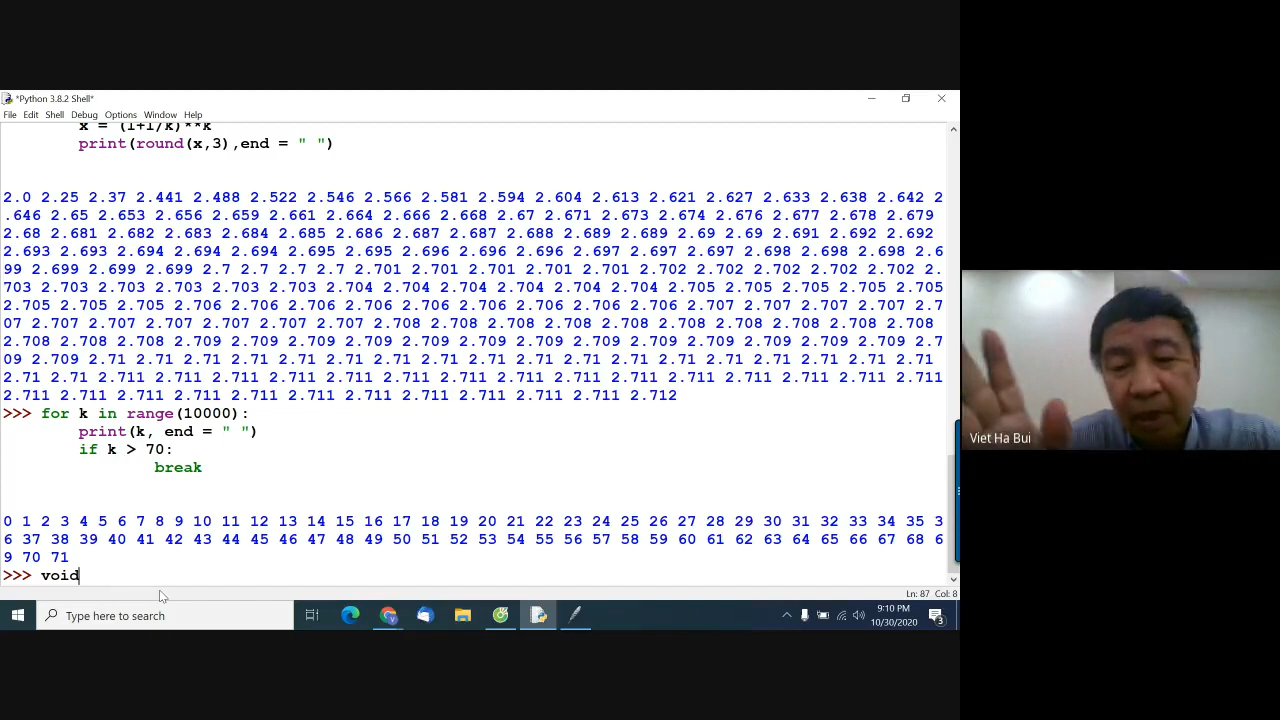 *Python 3.8.2 Shell*
File Edit Shell Debug Options Window Help
x = (1+1/k)**k
print(round(x,3),end = " ")
2.0 2.25 2.37 2.441 2.488 2.522 2.546 2.566 2.581 2.594 2.604 2.613 2.621 2.627 2.633 2.638 2.642 2
.646 2.65 2.653 2.656 2.659 2.661 2.664 2.666 2.668 2.67 2.671 2.673 2.674 2.676 2.677 2.678 2.679
2.68 2.681 2.682 2.683 2.684 2.685 2.686 2.687 2.687 2.688 2.689 2.689 2.69 2.69 2.691 2.692 2.692
2.693 2.693 2.694 2.694 2.694 2.695 2.695 2.696 2.696 2.696 2.697 2.697 2.697 2.698 2.698 2.698 2.6
99 2.699 2.699 2.699 2.7 2.7 2.7 2.7 2.701 2.701 2.701 2.701 2.701 2.702 2.702 2.702 2.702 2.702 2.
703 2.703 2.703 2.703 2.703 2.703 2.704 2.704 2.704 2.704 2.704 2.704 2.705 2.705 2.705 2.705 2.705
2.705 2.705 2.705 2.706 2.706 2.706 2.706 2.706 2.706 2.706 2.706 2.706 2.707 2.707 2.707 2.707 2.7
07 2.707 2.707 2.707 2.707 2.707 2.708 2.708 2.708 2.708 2.708 2.708 2.708 2.708 2.708 2.708 2.708
2.708 2.708 2.708 2.709 2.709 2.709 2.709 2.709 2.709 2.709 2.709 2.709 2.709 2.709 2.709 2.709 2.7
09 2.709 2.71 2.71 2.71 2.71 2.71 2.71 2.71 2.71 2.71 2.71 2.71 2.71 2.71 2.71 2.71 2.71 2.71 2.71
2.71 2.71 2.711 2.711 2.711 2.711 2.711 2.711 2.711 2.711 2.711 2.711 2.711 2.711 2.711 2.711 2.711
2.711 2.711 2.711 2.711 2.711 2.711 2.711 2.711 2.711 2.711 2.711 2.712
>>> for k in range(10000):
print(k, end = " ")
if k > 70:
break
0 1 2 3 4 5 6 7 8 9 10 11 12 13 14 15 16 17 18 19 20 21 22 23 24 25 26 27 28 29 30 31 32 33 34 35 3
6 37 38 39 40 41 42 43 44 45 46 47 48 49 50 51 52 53 54 55 56 57 58 59 60 61 62 63 64 65 66 67 68 6
9 70 71
>>> void
Ln: 87 Col: 8
Viet Ha Bui
Type here to search
9:10 PM
10/30/2020
3